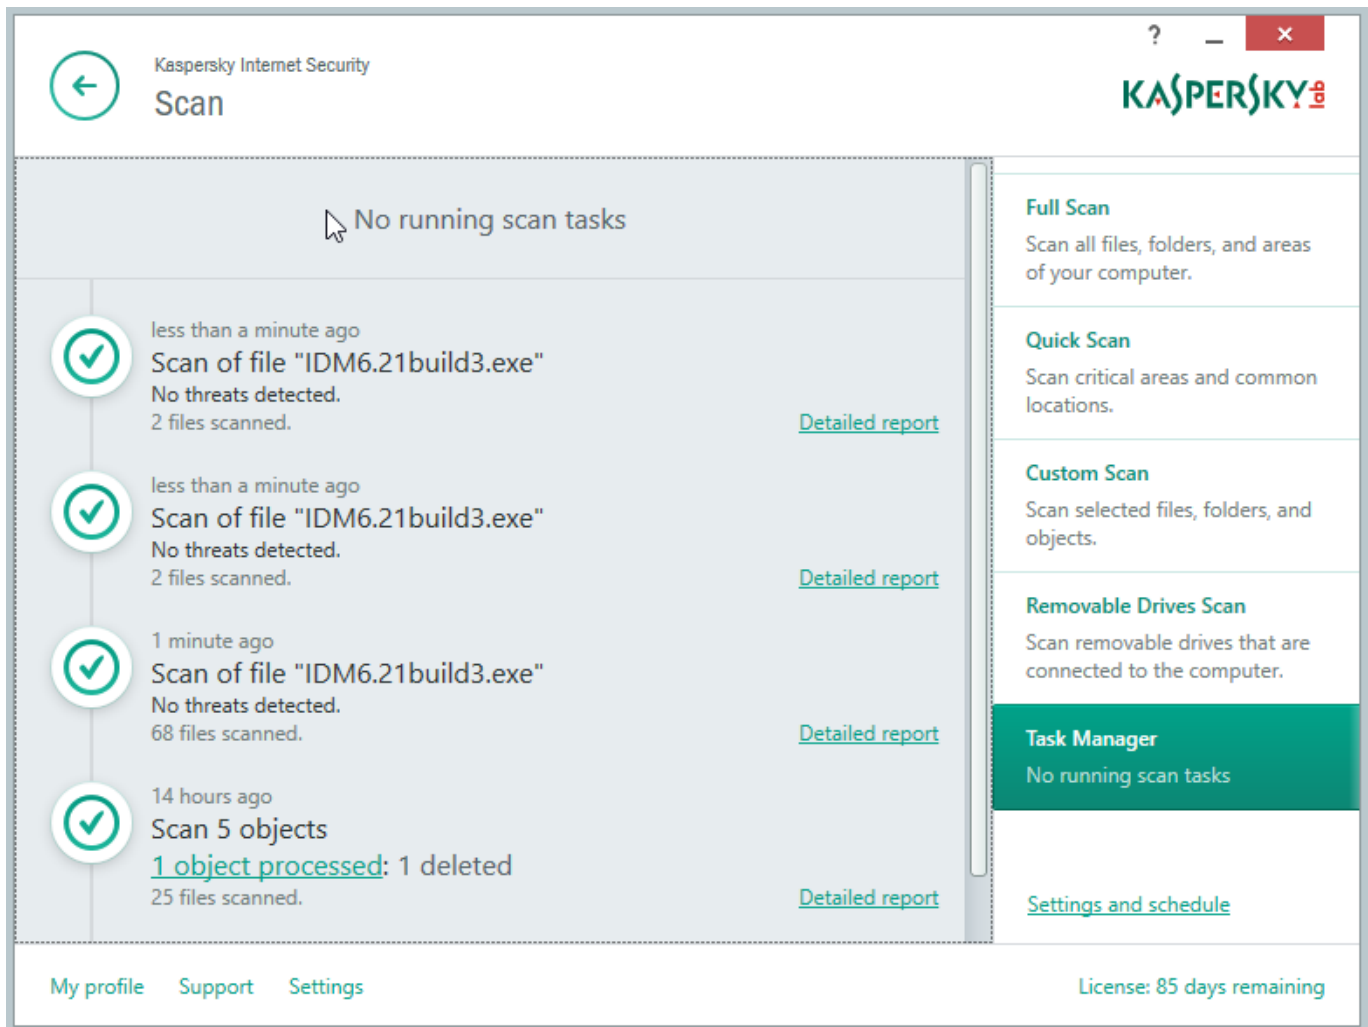 Kaspersky Internet Security
Scan
?
KASPERSKY lab
No running scan tasks
less than a minute ago
Scan of file "IDM6.21build3.exe"
No threats detected.
2 files scanned.
Detailed report
less than a minute ago
Scan of file "IDM6.21build3.exe"
No threats detected.
2 files scanned.
Detailed report
1 minute ago
Scan of file "IDM6.21build3.exe"
No threats detected.
68 files scanned.
Detailed report
14 hours ago
Scan 5 objects
1 object processed: 1 deleted
25 files scanned.
Detailed report
Full Scan
Scan all files, folders, and areas
of your computer.
Quick Scan
Scan critical areas and common
locations.
Custom Scan
Scan selected files, folders, and
objects.
Removable Drives Scan
Scan removable drives that are
connected to the computer.
Task Manager
No running scan tasks
Settings and schedule
My profile
Support
Settings
License: 85 days remaining